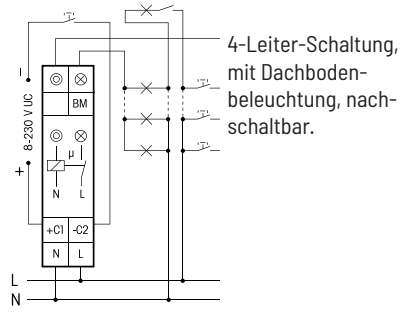 4-Leiter-Schaltung,
mit Dachboden-
beleuchtung, nach-
schaltbar.
–
8-230 V UC
+
BM
µ
N L
+C1 -C2
N L
L
N